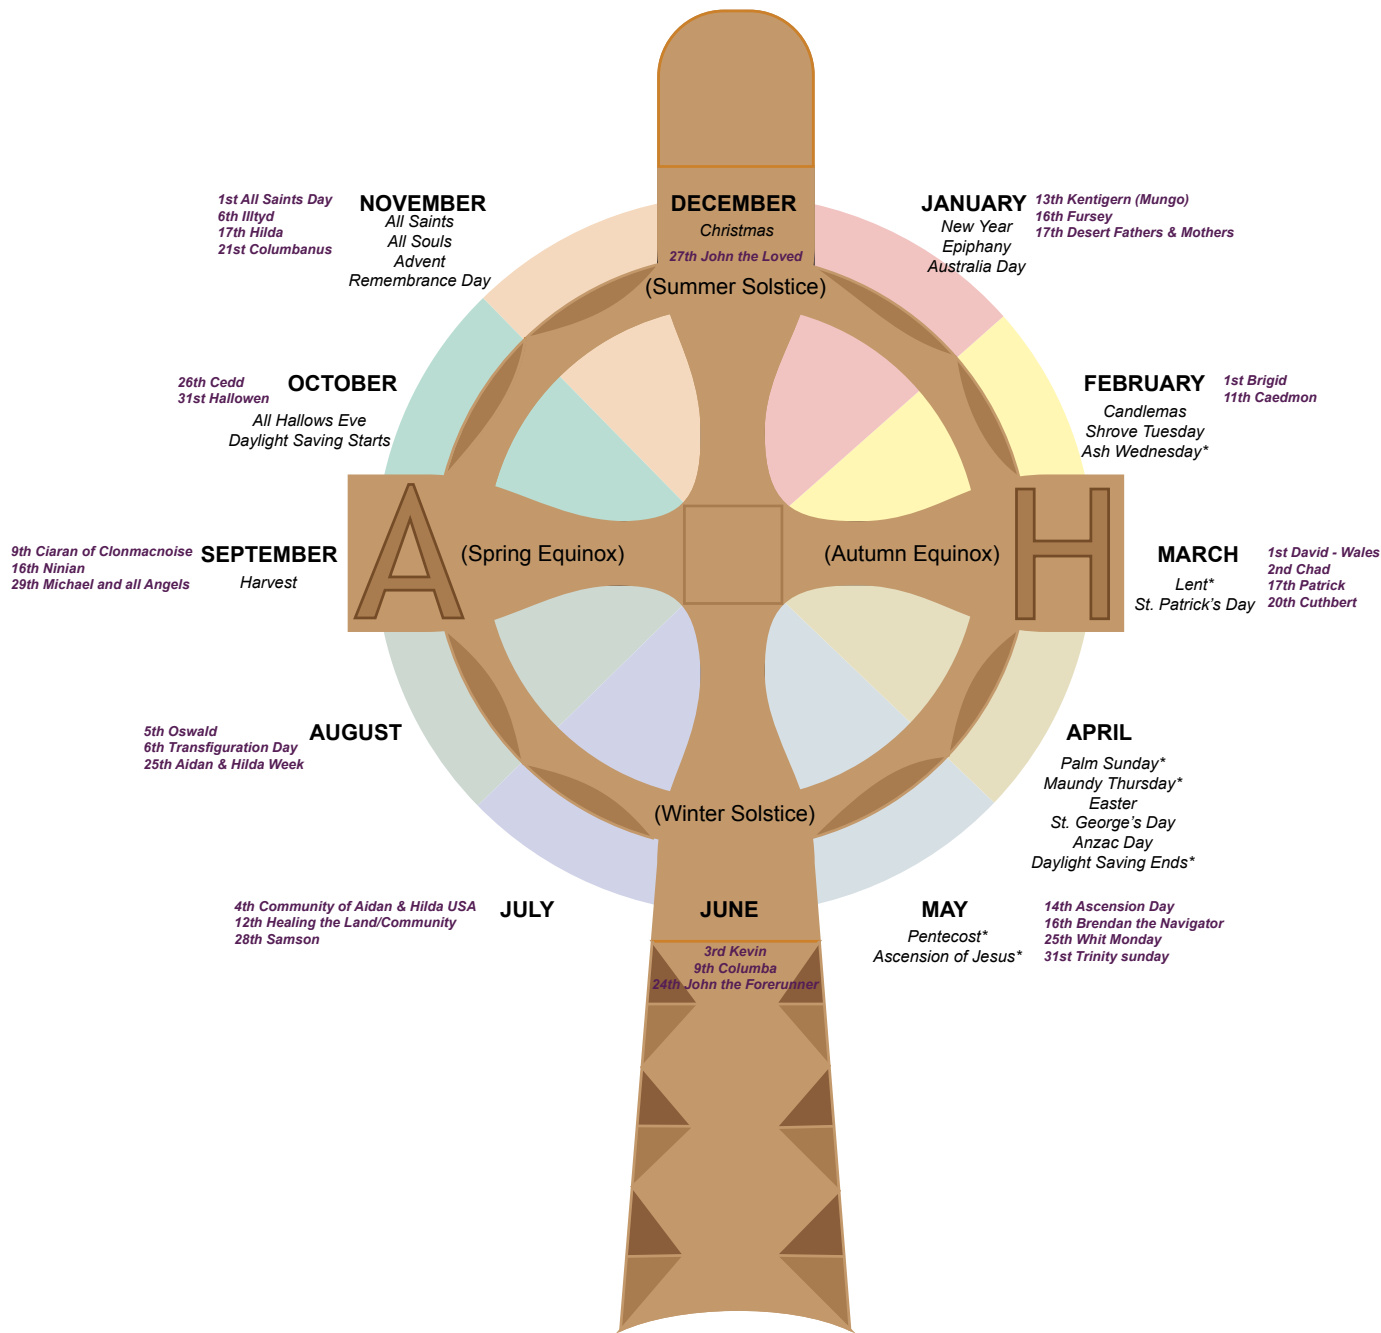 DECEMBER
Christmas
27th John the Loved
(Summer Solstice)
JANUARY
New Year
Epiphany
Australia Day
13th Kentigern (Mungo)
16th Fursey
17th Desert Fathers & Mothers
FEBRUARY
Candlemas
Shrove Tuesday
Ash Wednesday*
1st Brigid
11th Caedmon
H
(Autumn Equinox)
MARCH
Lent*
St. Patrick's Day
1st David - Wales
2nd Chad
17th Patrick
20th Cuthbert
APRIL
Palm Sunday*
Maundy Thursday*
Easter
St. George's Day
Anzac Day
Daylight Saving Ends*
MAY
Pentecost*
Ascension of Jesus*
14th Ascension Day
16th Brendan the Navigator
25th Whit Monday
31st Trinity sunday
(Winter Solstice)
JUNE
3rd Kevin
9th Columba
24th John the Forerunner
JULY
4th Community of Aidan & Hilda USA
12th Healing the Land/Community
28th Samson
AUGUST
5th Oswald
6th Transfiguration Day
25th Aidan & Hilda Week
A
(Spring Equinox)
SEPTEMBER
Harvest
9th Ciaran of Clonmacnoise
16th Ninian
29th Michael and all Angels
OCTOBER
All Hallows Eve
Daylight Saving Starts
26th Cedd
31st Hallowen
NOVEMBER
All Saints
All Souls
Advent
Remembrance Day
1st All Saints Day
6th Illtyd
17th Hilda
21st Columbanus